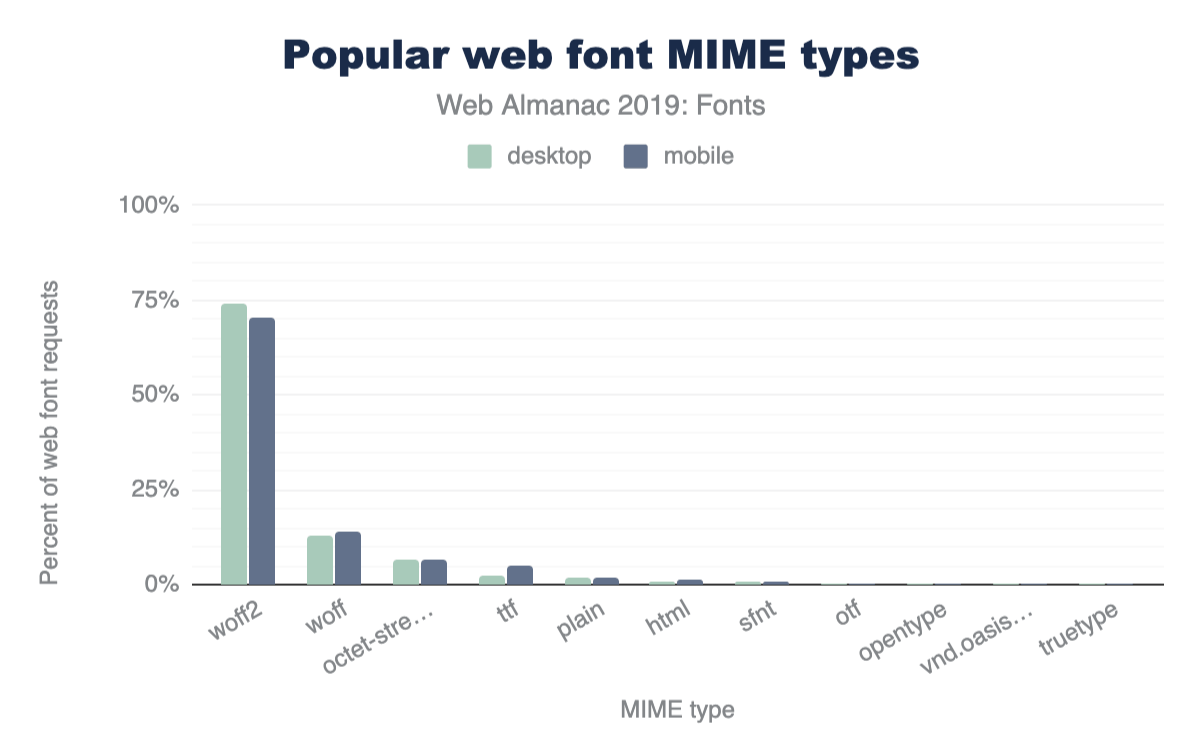 Popular web font MIME types
Web Almanac 2019: Fonts
desktop
mobile
Percent of web font requests
100%
75%
50%
25%
0%
woff2
woff
octet-stre…
ttf
plain
html
sfnt
otf
opentype
vnd.oasis…
truetype
MIME type